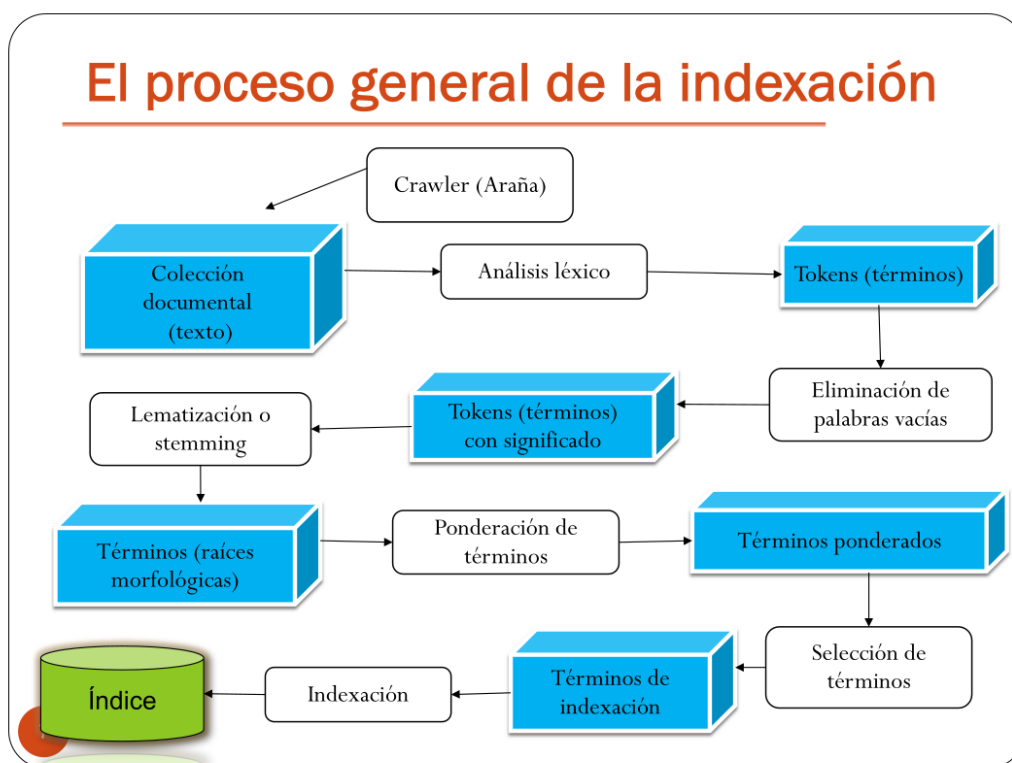 El proceso general de la indexación
Crawler (Araña)
Colección
documental
(texto)
Análisis léxico
Tokens (términos)
Eliminación de
palabras vacías
Tokens (términos)
con significado
Lematización o
stemming
Términos (raíces
morfológicas)
Ponderación de
términos
Términos ponderados
Selección de
términos
Términos de
indexación
Indexación
Índice